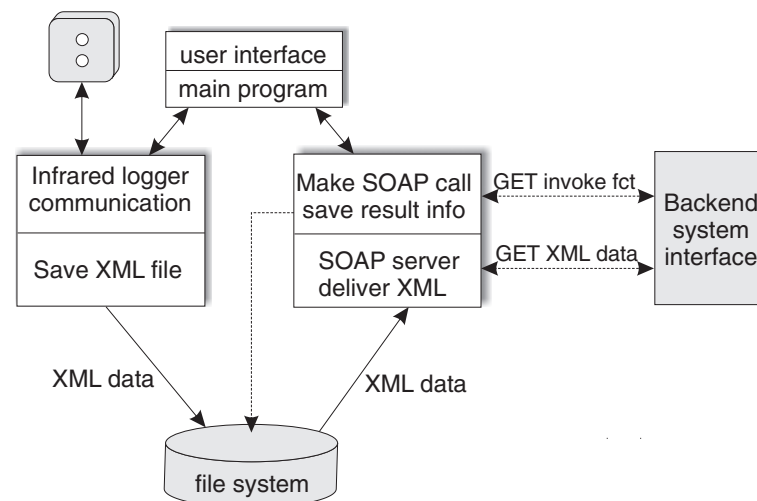 user interface
main program
Infrared logger
communication
Save XML file
Make SOAP call
save result info
SOAP server
deliver XML
GET invoke fct
GET XML data
Backend
system
interface
XML data
XML data
file system